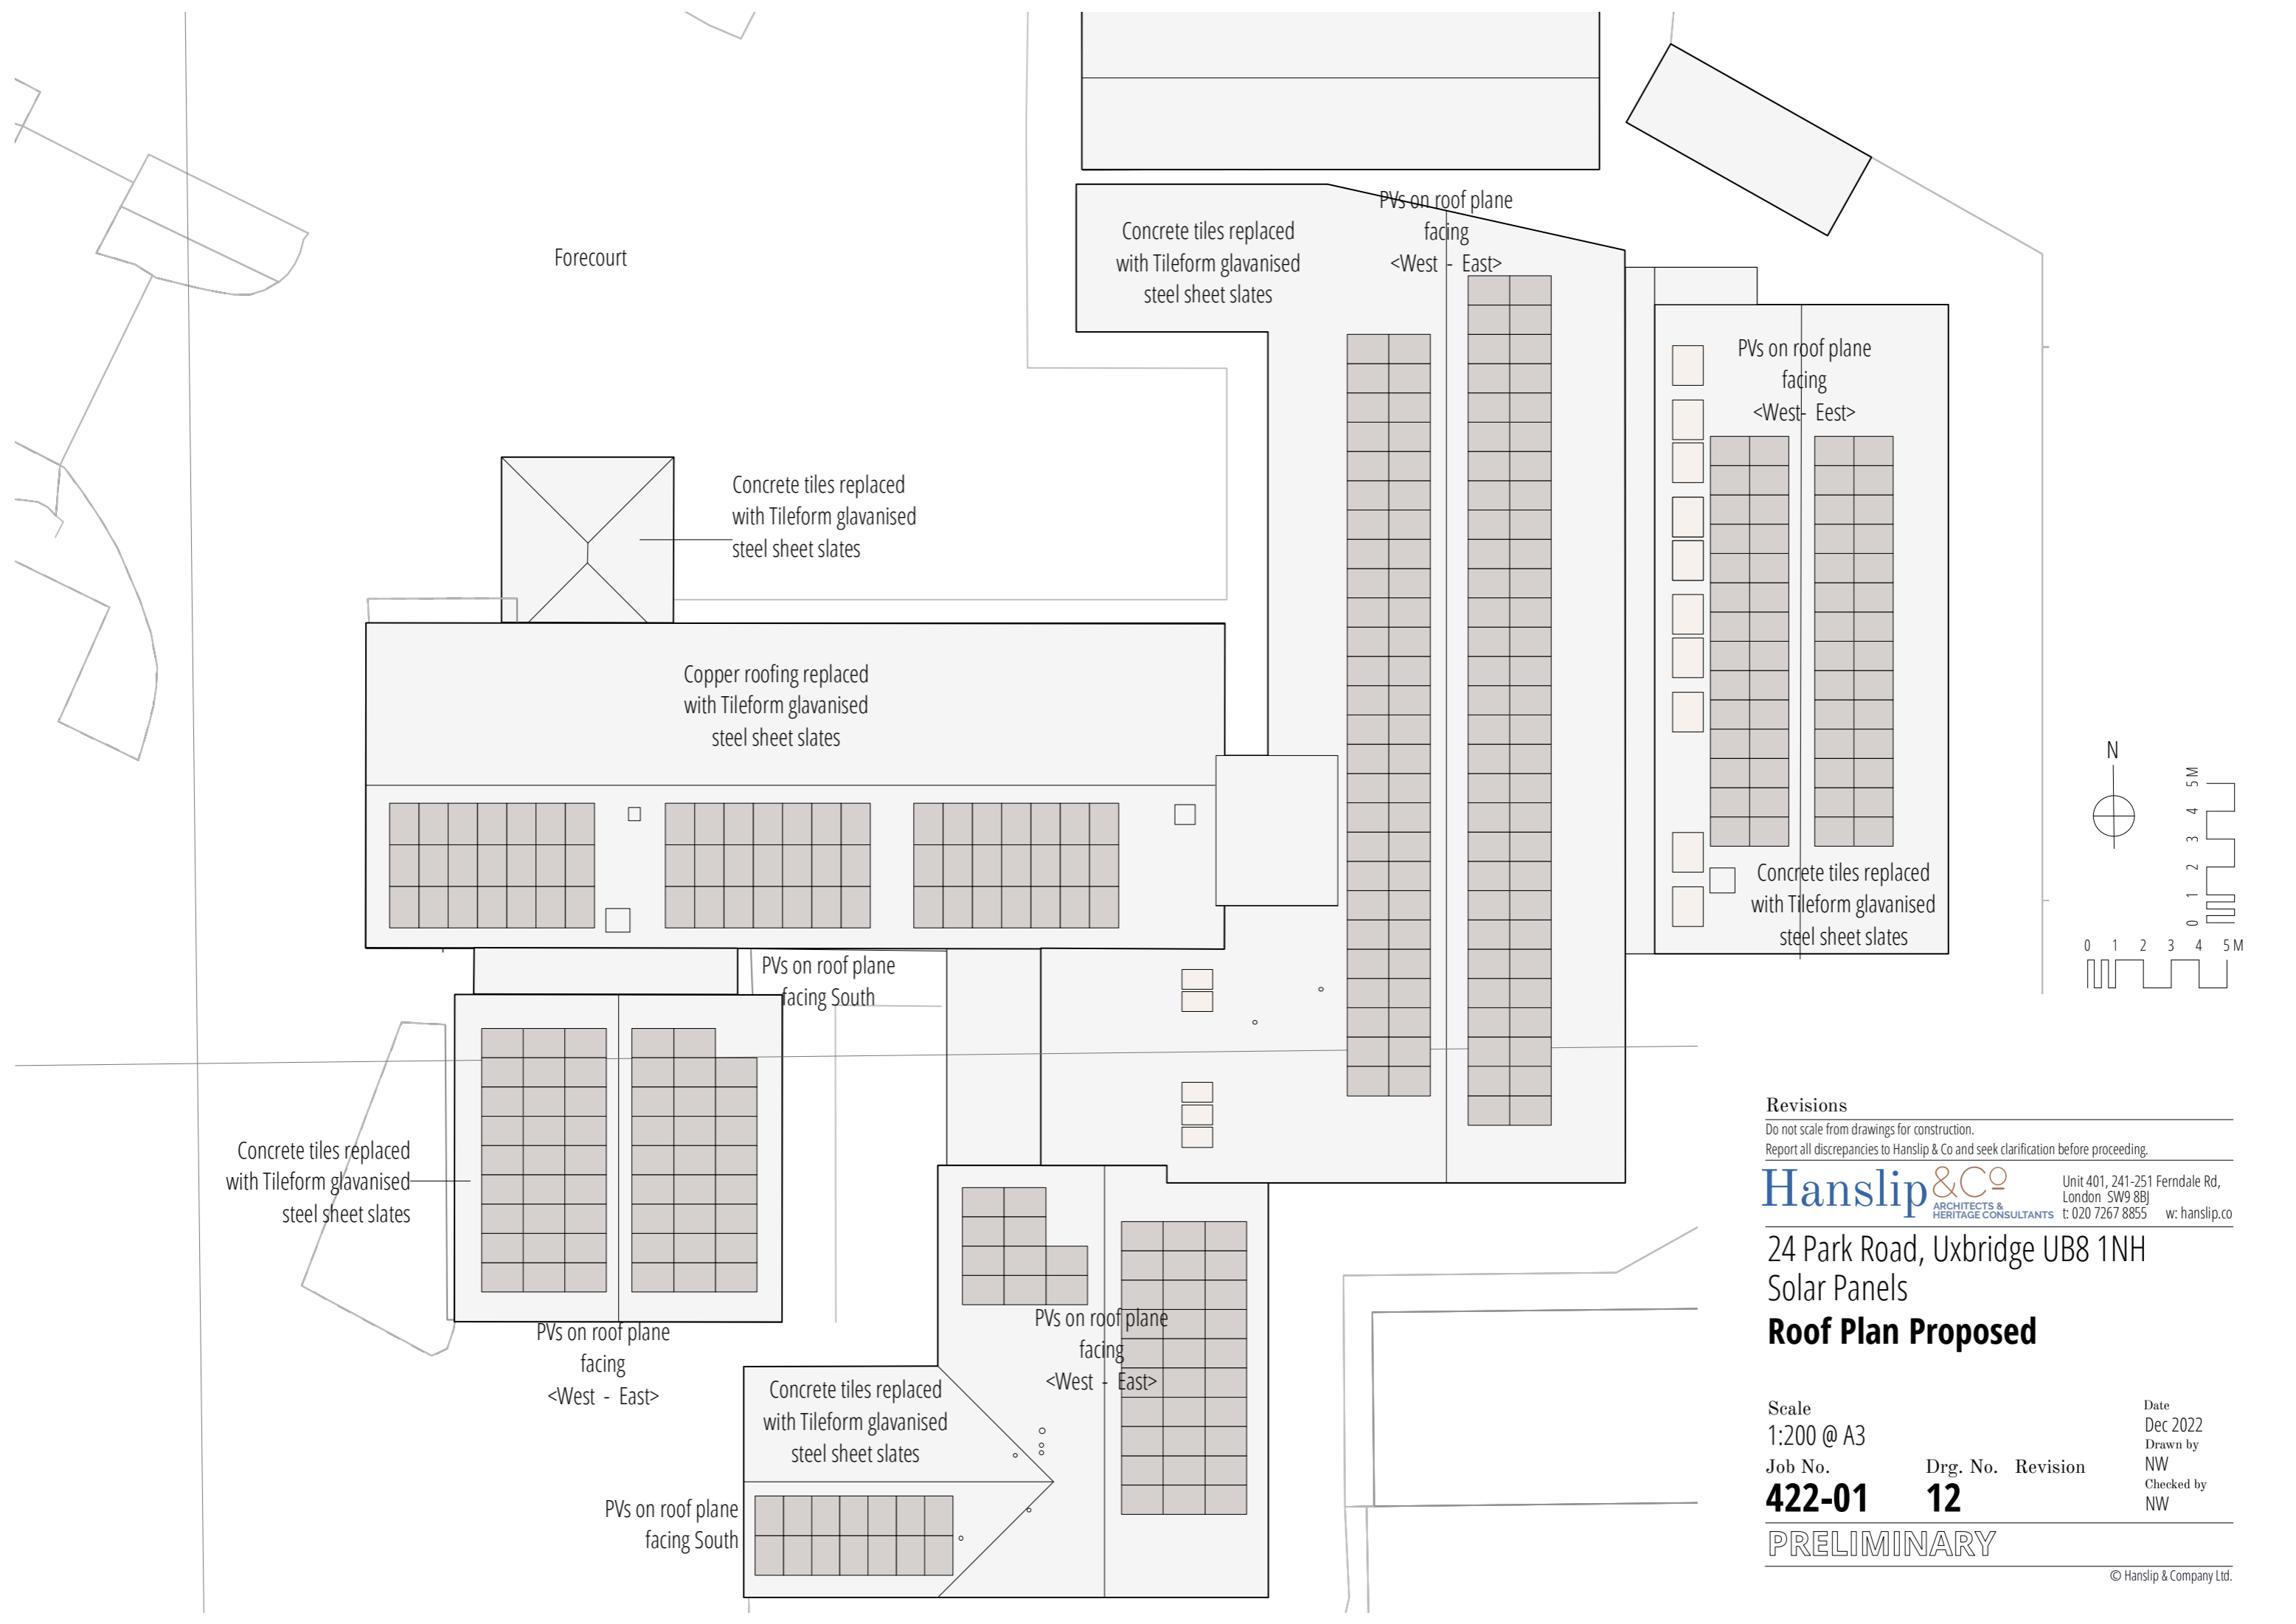 PVs on roof plane
facing
<West - East>
Concrete tiles replaced
with Tileform glavanised
steel sheet slates
Forecourt
PVs on roof plane
facing
<West- Eest>
Concrete tiles replaced
with Tileform glavanised
steel sheet slates
Copper roofing replaced
with Tileform glavanised
steel sheet slates
N
0 1 2 3 4 5 M
0 1 2 3 4 5 M
Concrete tiles replaced
with Tileform glavanised
steel sheet slates
PVs on roof plane
facing South
Concrete tiles replaced
with Tileform glavanised
steel sheet slates
PVs on roof plane
facing
<West - East>
PVs on roof plane
facing
<West - East>
Concrete tiles replaced
with Tileform glavanised
steel sheet slates
PVs on roof plane
facing South
Revisions
Do not scale from drawings for construction.
Report all discrepancies to Hanslip & Co and seek clarification before proceeding.
Hanslip &Co
ARCHITECTS &
HERITAGE CONSULTANTS
Unit 401, 241-251 Ferndale Rd,
London SW9 8BJ
t: 020 7267 8855 w: hanslip.co
24 Park Road, Uxbridge UB8 1NH
Solar Panels
Roof Plan Proposed
Scale
1:200 @ A3
Date
Dec 2022
Drawn by
NW
Checked by
NW
Job No. Drg. No. Revision
422-01 12
PRELIMINARY
© Hanslip & Company Ltd.